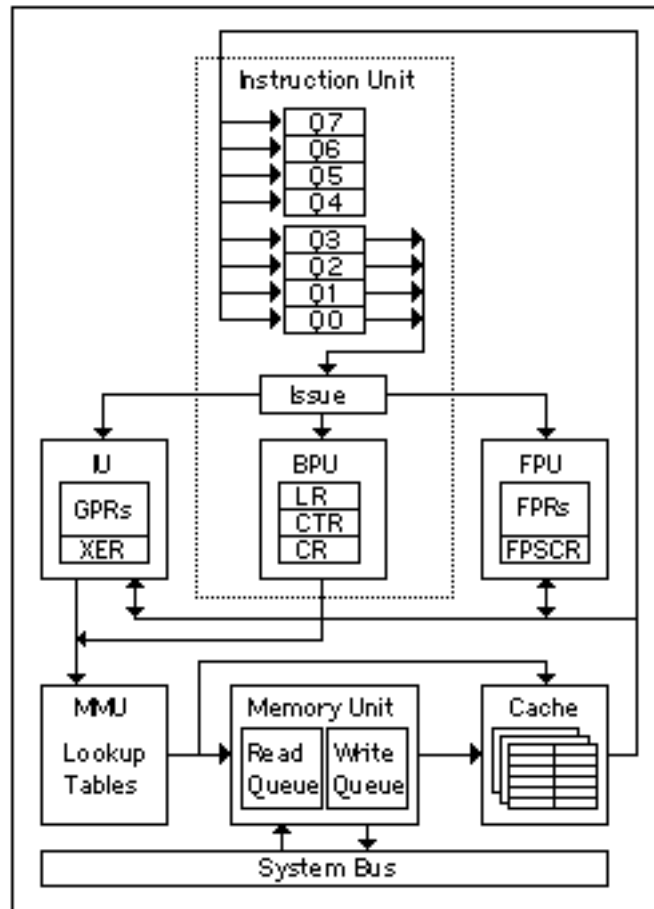 Instruction Unit
Q7
Q6
Q5
Q4
Q3
Q2
Q1
Q0
Issue
IU
GPRs
XER
BPU
LR
CTR
CR
FPU
FPRs
FPSCR
MMU
Lookup
Tables
Memory Unit
Read
Queue
Write
Queue
Cache
System Bus